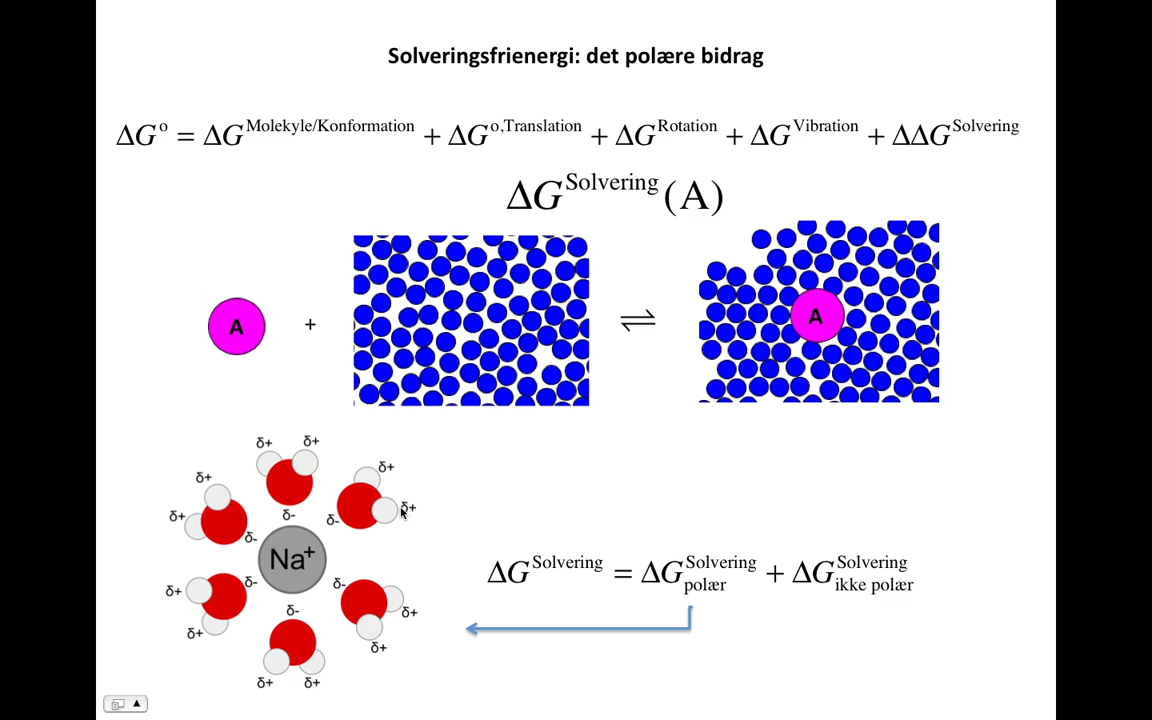 Solveringsfrienergi: det polære bidrag
ΔG° = ΔG^Molekyle/Konformation + ΔG^o,Translation + ΔG^Rotation + ΔG^Vibration + ΔΔG^Solvering
ΔG^Solvering(A)
A + ⇌ A
δ+ δ+
δ+
δ+
δ+
δ+
δ-
δ-
δ-
Na+
δ-
δ-
δ+
δ-
δ+
δ-
δ+
δ+
δ+ δ+
ΔG^Solvering = ΔG^Solvering_polær + ΔG^Solvering_ikke polær